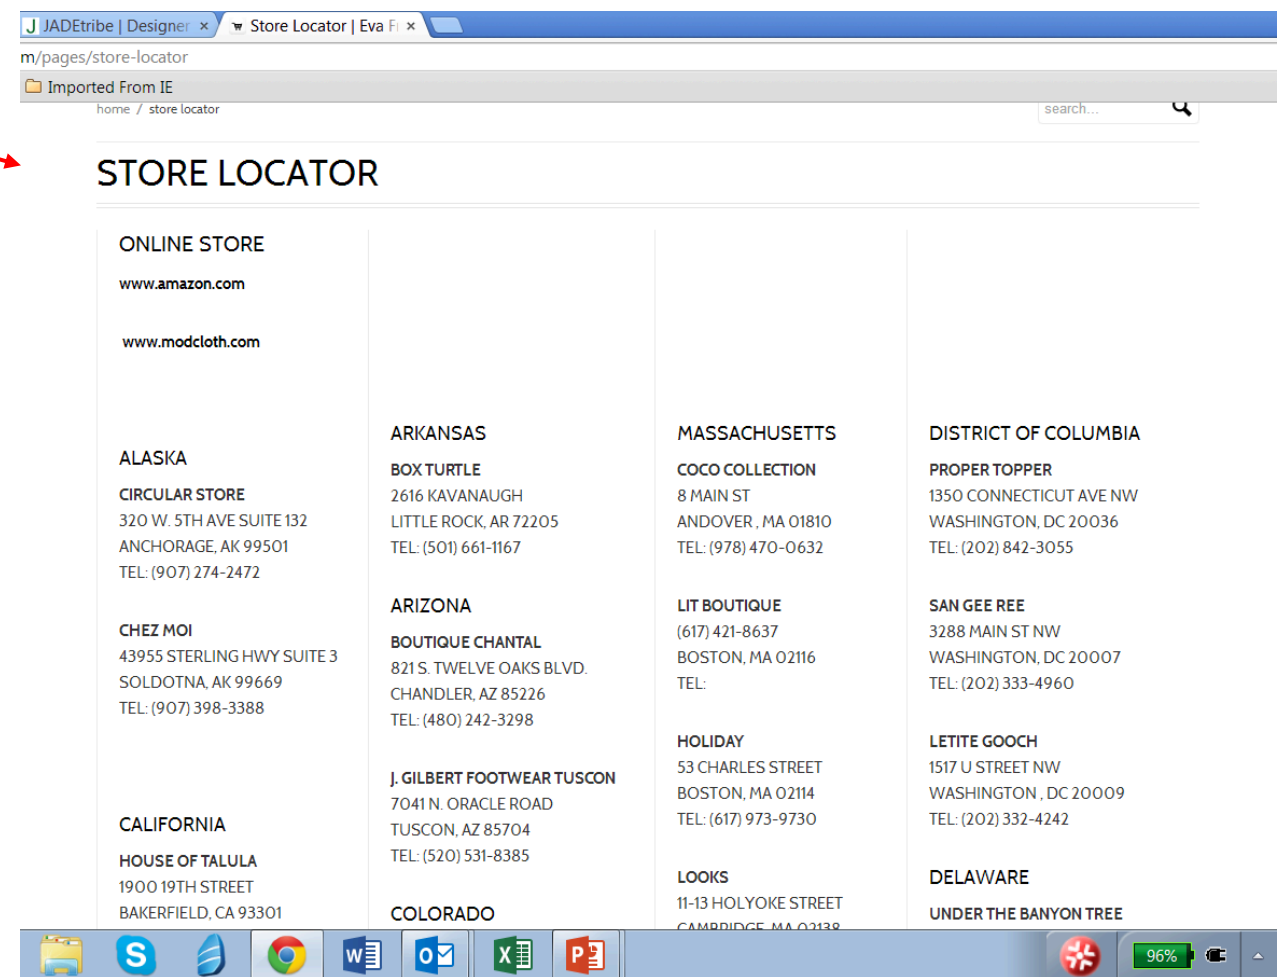 JADEtribe | Designer
Store Locator | Eva F
m/pages/store-locator
Imported From IE
home / store locator
search...
STORE LOCATOR
ONLINE STORE
www.amazon.com
www.modcloth.com
ALASKA
CIRCULAR STORE
320 W. 5TH AVE SUITE 132
ANCHORAGE, AK 99501
TEL: (907) 274-2472
CHEZ MOI
43955 STERLING HWY SUITE 3
SOLDOTNA, AK 99669
TEL: (907) 398-3388
CALIFORNIA
HOUSE OF TALULA
1900 19TH STREET
BAKERFIELD, CA 93301
ARKANSAS
BOX TURTLE
2616 KAVANAUGH
LITTLE ROCK, AR 72205
TEL: (501) 661-1167
ARIZONA
BOUTIQUE CHANTAL
821 S. TWELVE OAKS BLVD.
CHANDLER, AZ 85226
TEL: (480) 242-3298
J. GILBERT FOOTWEAR TUSCON
7041 N. ORACLE ROAD
TUSCON, AZ 85704
TEL: (520) 531-8385
COLORADO
MASSACHUSETTS
COCO COLLECTION
8 MAIN ST
ANDOVER , MA 01810
TEL: (978) 470-0632
LIT BOUTIQUE
(617) 421-8637
BOSTON, MA 02116
TEL:
HOLIDAY
53 CHARLES STREET
BOSTON, MA 02114
TEL: (617) 973-9730
LOOKS
11-13 HOLYOKE STREET
CAMBRIDGE, MA 02138
DISTRICT OF COLUMBIA
PROPER TOPPER
1350 CONNECTICUT AVE NW
WASHINGTON, DC 20036
TEL: (202) 842-3055
SAN GEE REE
3288 MAIN ST NW
WASHINGTON, DC 20007
TEL: (202) 333-4960
LETITE GOOCH
1517 U STREET NW
WASHINGTON , DC 20009
TEL: (202) 332-4242
DELAWARE
UNDER THE BANYON TREE
96%